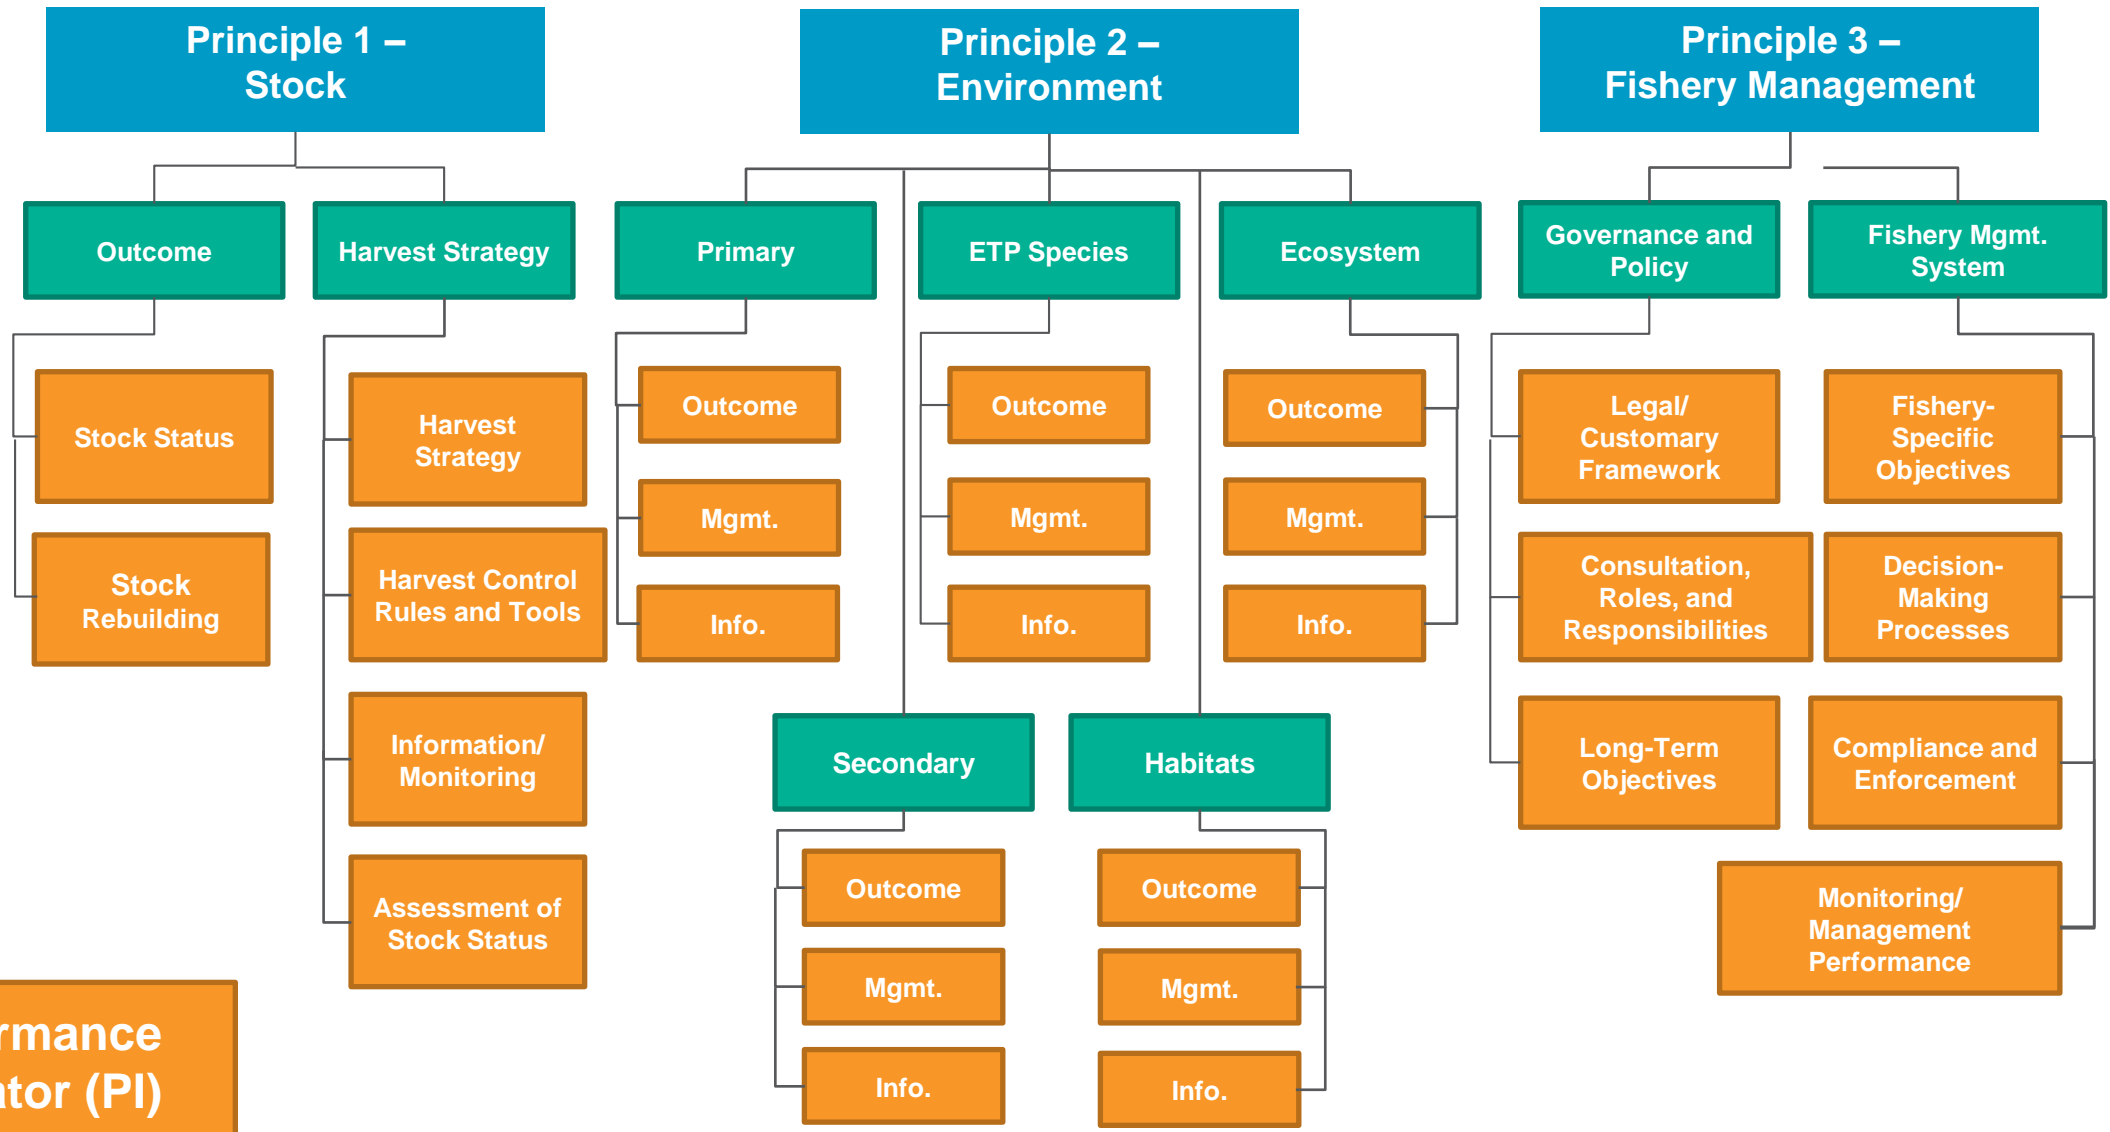 Principle 1 –
Stock
Principle 2 –
Environment
Principle 3 –
Fishery Management
Outcome
Harvest Strategy
Primary
ETP Species
Ecosystem
Governance and
Policy
Fishery Mgmt.
System
Stock Status
Stock
Rebuilding
Harvest
Strategy
Harvest Control
Rules and Tools
Information/
Monitoring
Assessment of
Stock Status
Outcome
Mgmt.
Info.
Outcome
Mgmt.
Info.
Outcome
Mgmt.
Info.
Secondary
Habitats
Outcome
Mgmt.
Info.
Outcome
Mgmt.
Info.
Legal/
Customary
Framework
Consultation,
Roles, and
Responsibilities
Long-Term
Objectives
Fishery-
Specific
Objectives
Decision-
Making
Processes
Compliance and
Enforcement
Monitoring/
Management
Performance
rmance
ator (PI)